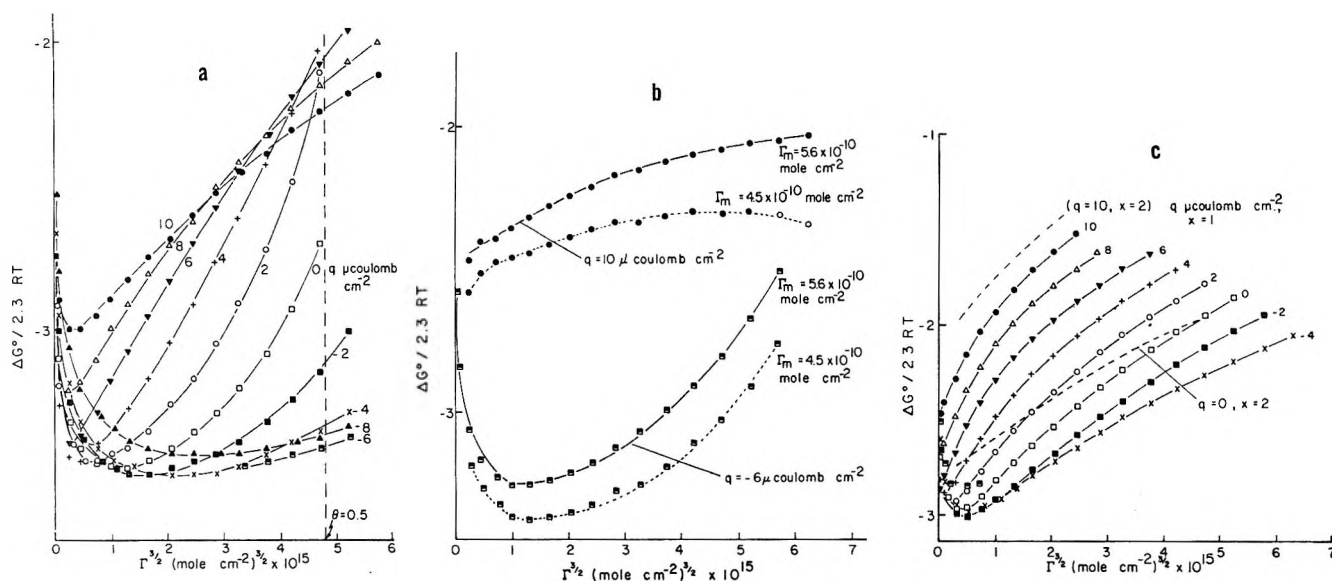 a
-2
-3
ΔG°/ 2.3 RT
10
8
6
4
2
0 q μcoulomb
cm⁻²
-2
-4
-8
-6
θ=0.5
0 1 2 3 4 5 6
Γ^3/2 (mole cm⁻²)^3/2 x 10¹⁵
b
-2
-3
ΔG°/ 2.3 RT
Γm = 5.6 x 10⁻¹⁰
mole cm⁻²
Γm = 4.5 x 10⁻¹⁰ mole cm⁻²
q = 10 μ coulomb cm⁻²
Γm = 5.6 x 10⁻¹⁰
mole cm⁻²
Γm = 4.5 x 10⁻¹⁰
mole cm⁻²
q = -6 μ coulomb cm⁻²
0 1 2 3 4 5 6 7
Γ^3/2 (mole cm⁻²)^3/2 x 10¹⁵
c
-1
-2
-3
ΔG°/ 2.3 RT
(q=10, x=2) q μcoulomb cm⁻²,
x = 1
10
8
6
4
2
0
-2
-4
q=0, x=2
0 1 2 3 4 5 6 7
Γ^3/2 (mole cm⁻²)^3/2 x 10¹⁵